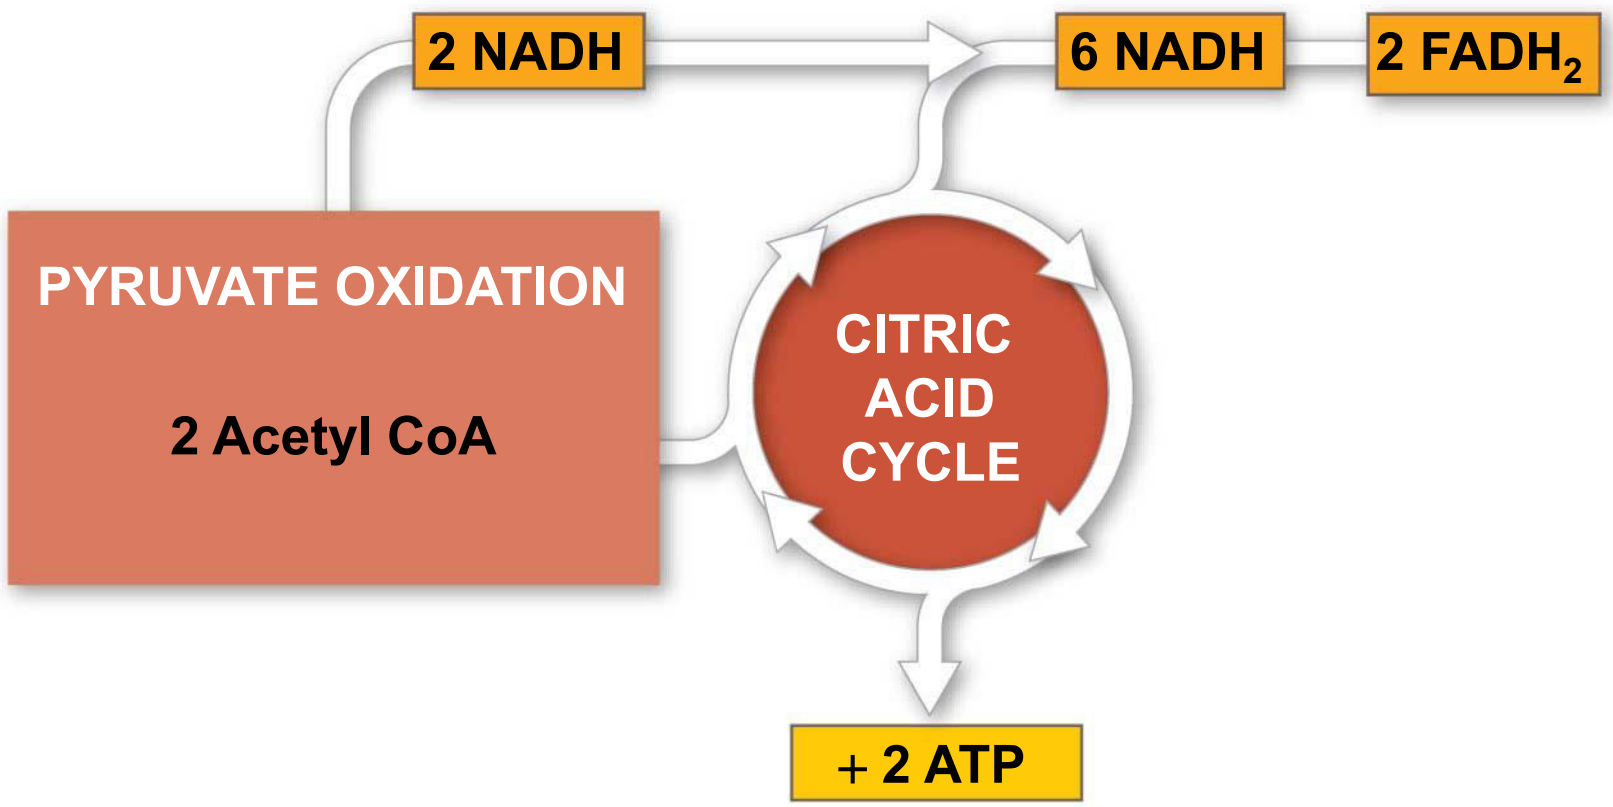 2 NADH
6 NADH
2 FADH₂
PYRUVATE OXIDATION
2 Acetyl CoA
CITRIC
ACID
CYCLE
+ 2 ATP